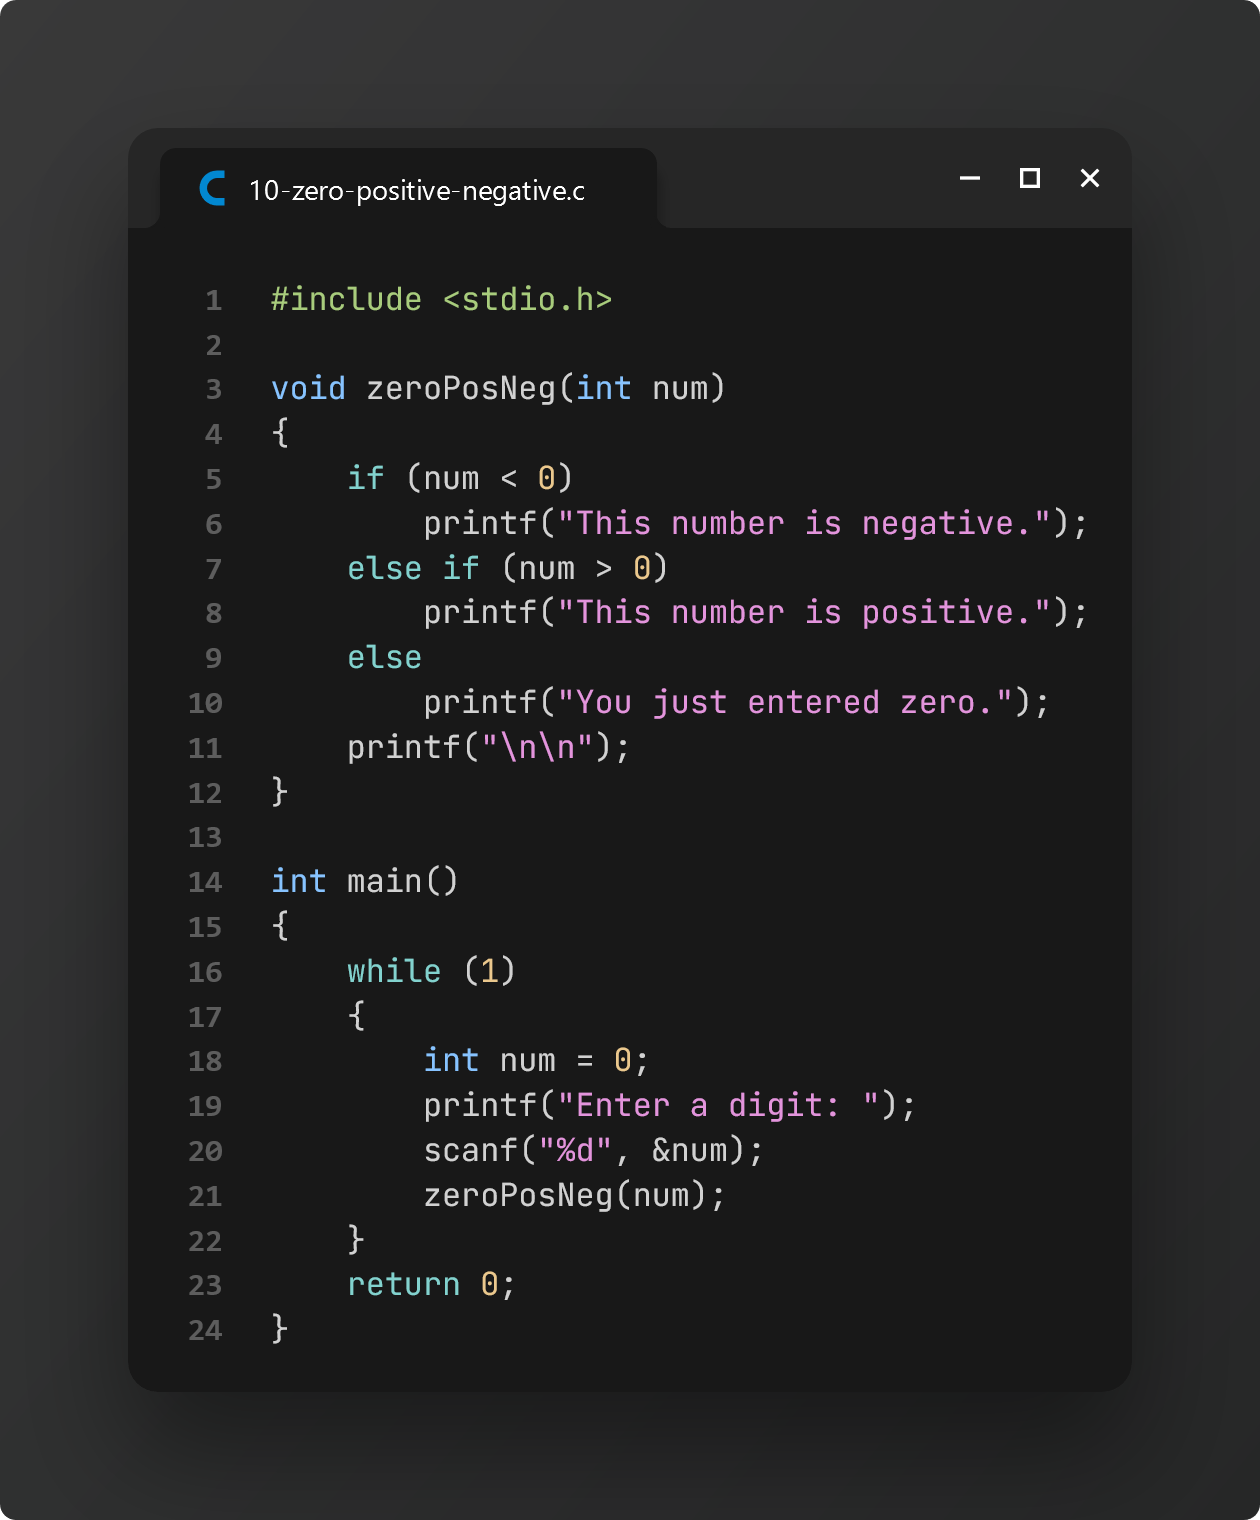 10-zero-positive-negative.c
1 #include <stdio.h>
2
3 void zeroPosNeg(int num)
4 {
5     if (num < 0)
6         printf("This number is negative.");
7     else if (num > 0)
8         printf("This number is positive.");
9     else
10         printf("You just entered zero.");
11     printf("\n\n");
12 }
13
14 int main()
15 {
16     while (1)
17     {
18         int num = 0;
19         printf("Enter a digit: ");
20         scanf("%d", &num);
21         zeroPosNeg(num);
22     }
23     return 0;
24 }